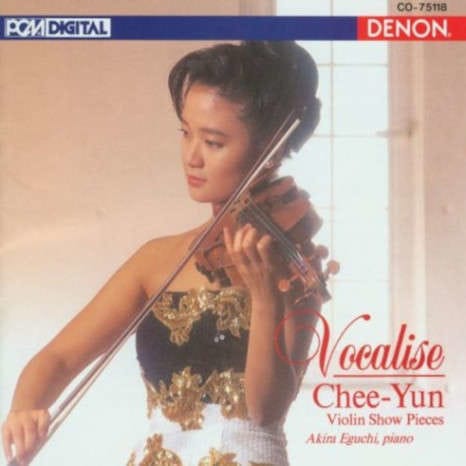 CO-75118
PCM DIGITAL
DENON
Vocalise
Chee-Yun
Violin Show Pieces
Akira Eguchi, piano